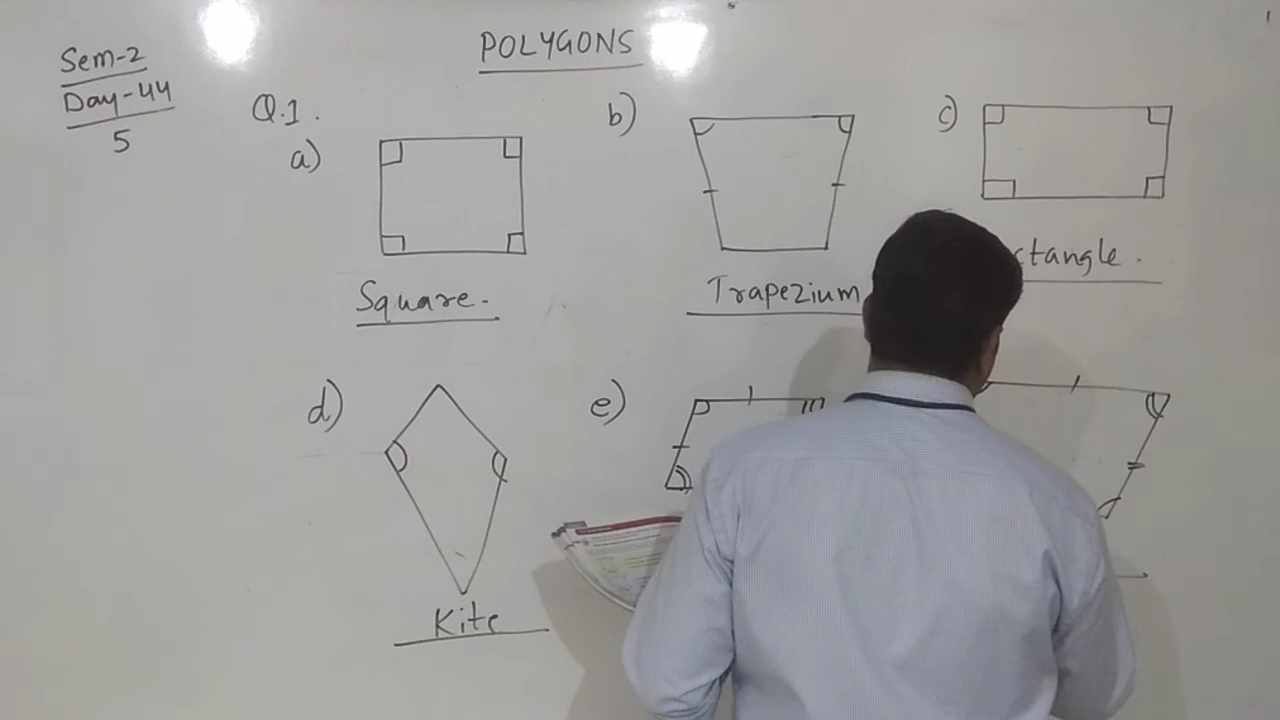 POLYGONS
Sem-2
Day-44
5
Q.1.
a)
b)
c)
Square.
Trapezium
ctangle.
d)
e)
Kite